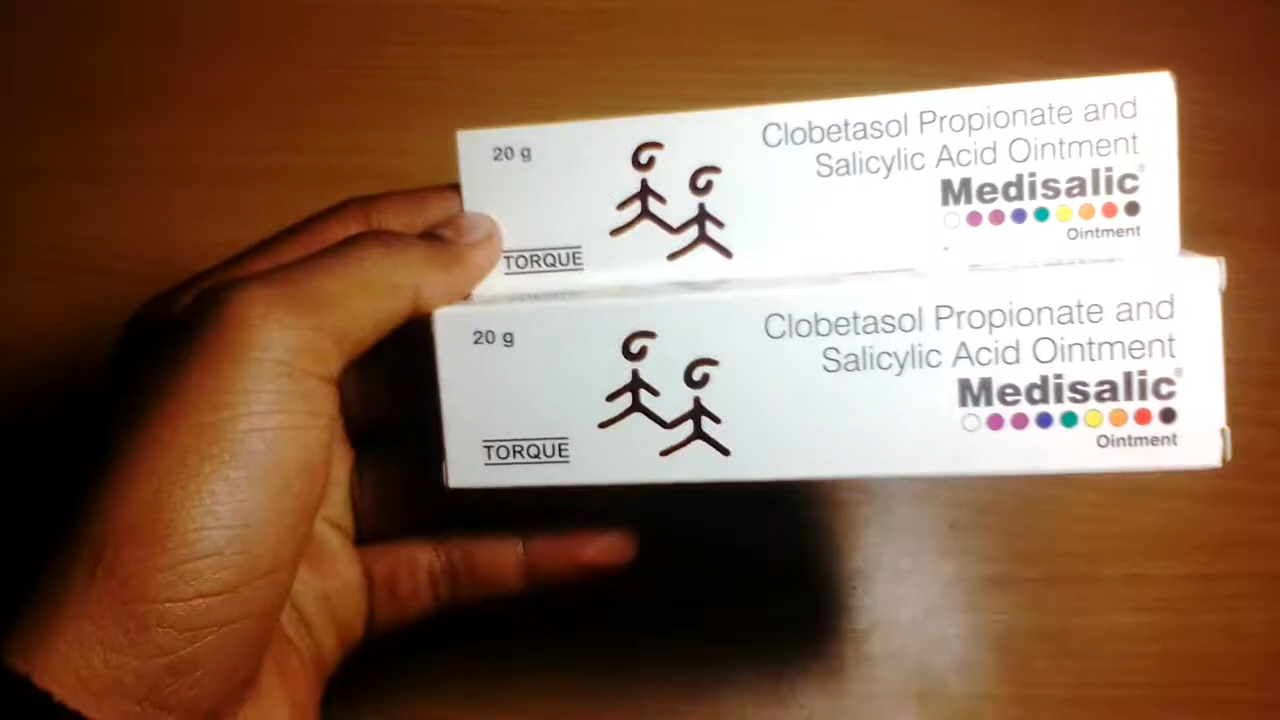 20 g
Clobetasol Propionate and
Salicylic Acid Ointment
Medisalic®
Ointment
TORQUE
20 g
Clobetasol Propionate and
Salicylic Acid Ointment
Medisalic®
Ointment
TORQUE